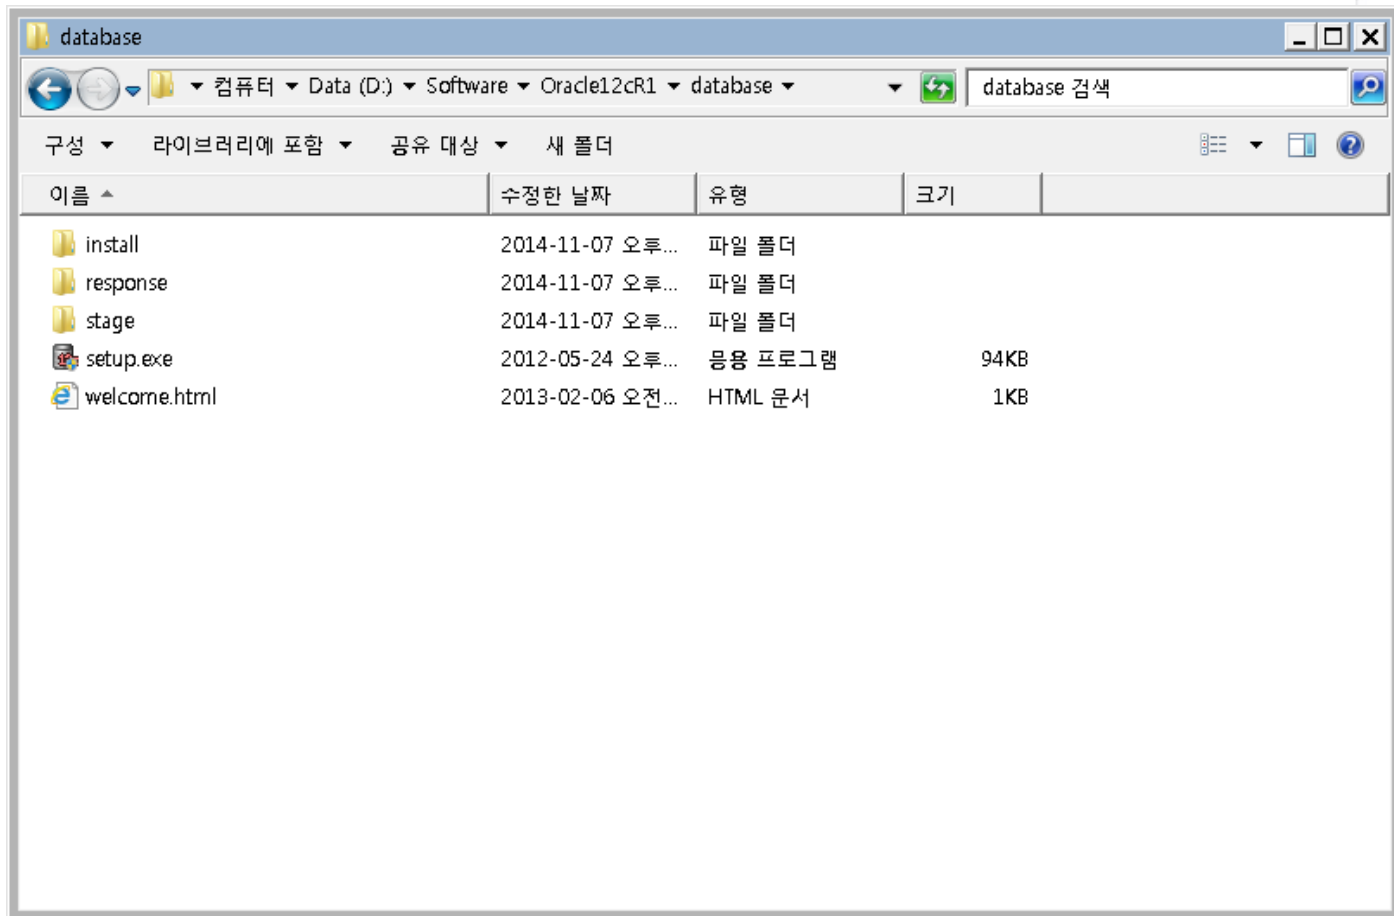 database
컴퓨터 Data (D:) Software Oracle12cR1 database database 검색
구성 라이브러리에 포함 공유 대상 새 폴더
이름 수정한 날짜 유형 크기
install 2014-11-07 오후... 파일 폴더
response 2014-11-07 오후... 파일 폴더
stage 2014-11-07 오후... 파일 폴더
setup.exe 2012-05-24 오후... 응용 프로그램 94KB
welcome.html 2013-02-06 오전... HTML 문서 1KB